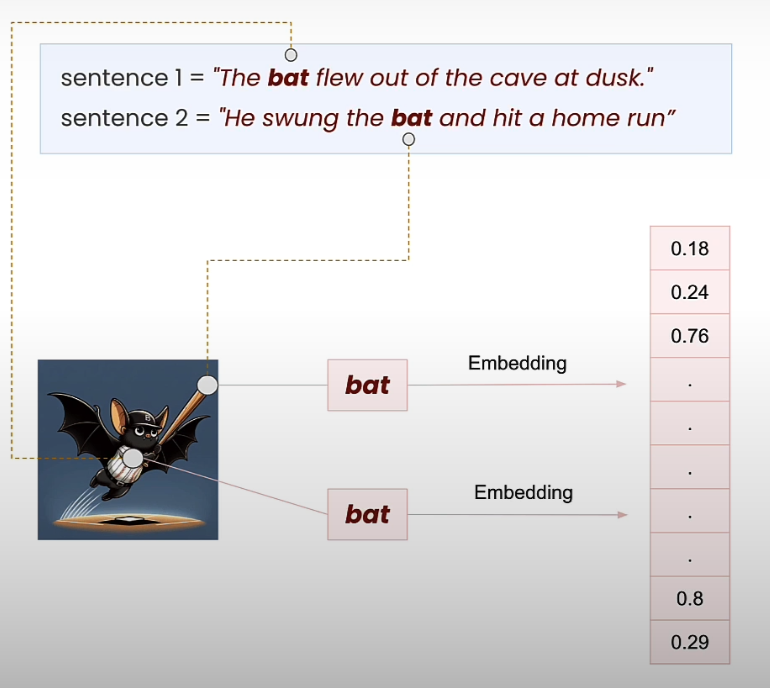 sentence 1 = "The bat flew out of the cave at dusk."
sentence 2 = "He swung the bat and hit a home run”
0.18
0.24
0.76
.
.
.
.
.
0.8
0.29
bat
Embedding
bat
Embedding
B